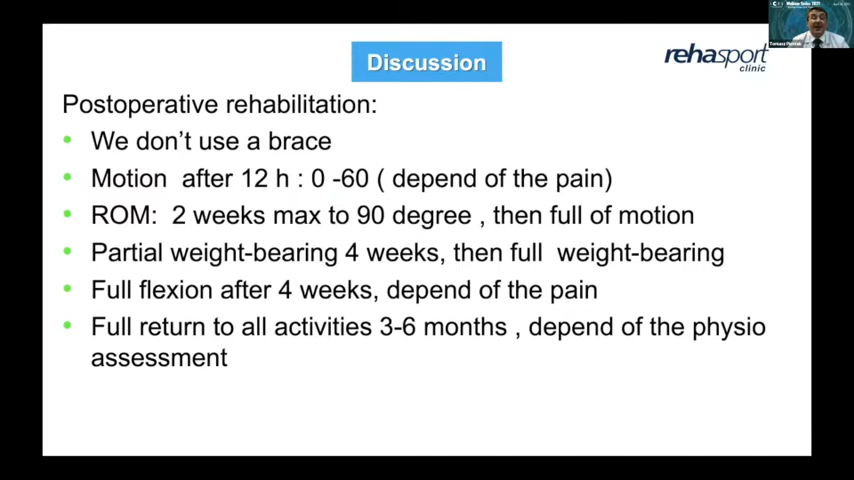 Discussion
rehasport
clinic
Postoperative rehabilitation:
• We don't use a brace
• Motion after 12 h : 0 -60 ( depend of the pain)
• ROM: 2 weeks max to 90 degree , then full of motion
• Partial weight-bearing 4 weeks, then full weight-bearing
• Full flexion after 4 weeks, depend of the pain
• Full return to all activities 3-6 months , depend of the physio
assessment
Webinar Series 2021